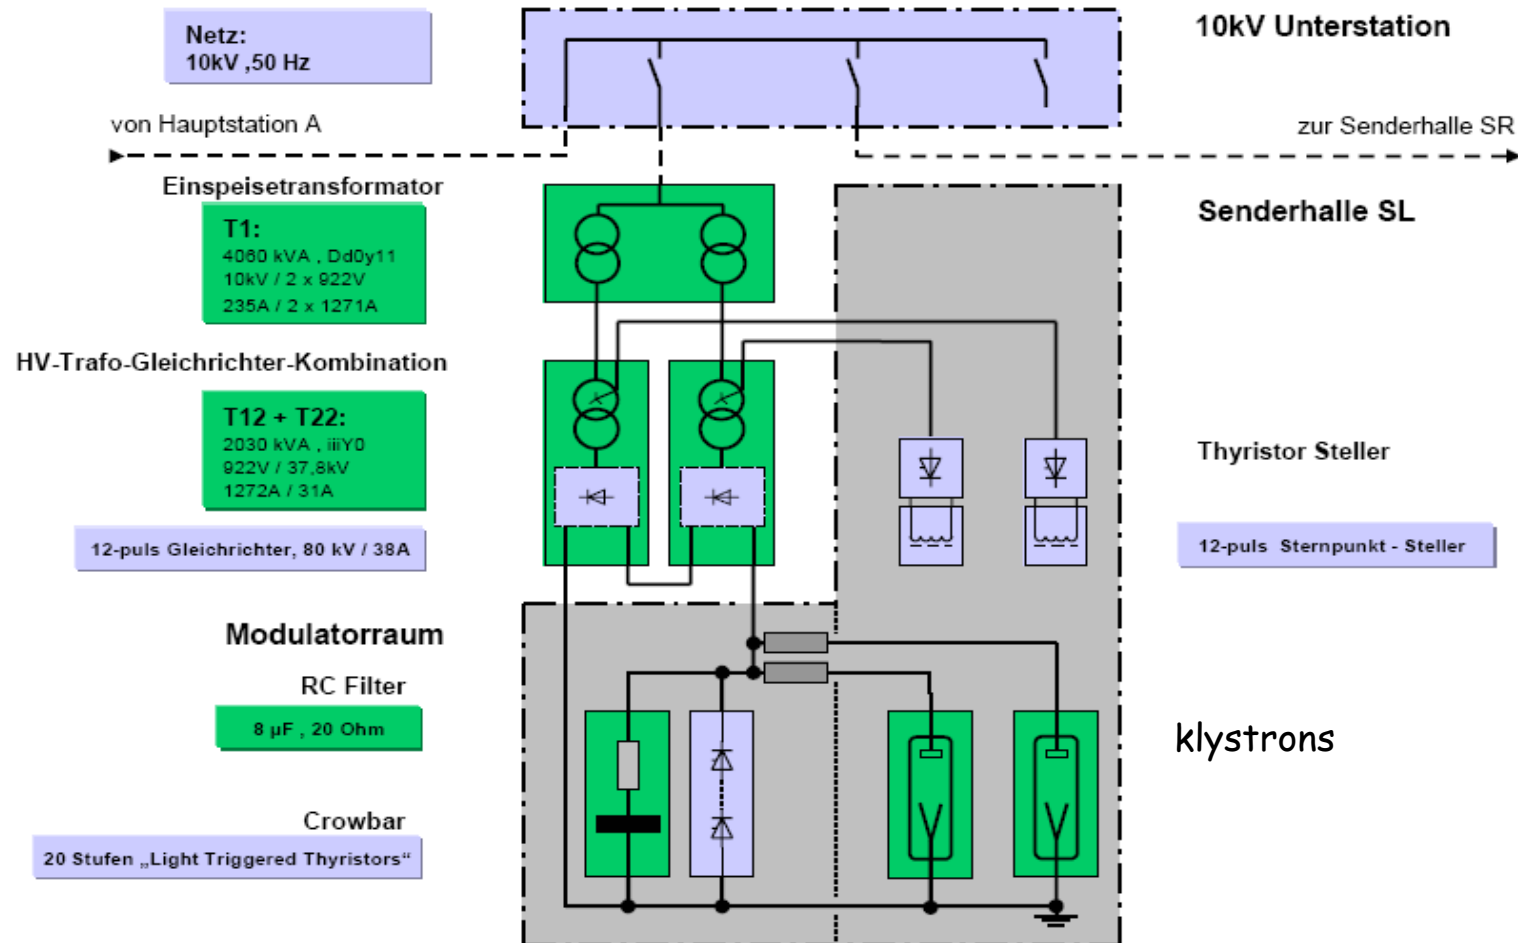 Netz:
10kV ,50 Hz
10kV Unterstation
von Hauptstation A
zur Senderhalle SR
Einspeisetransformator
T1:
4060 kVA , Dd0y11
10kV / 2 x 922V
235A / 2 x 1271A
Senderhalle SL
HV-Trafo-Gleichrichter-Kombination
T12 + T22:
2030 kVA , iiiY0
922V / 37,8kV
1272A / 31A
12-puls Gleichrichter, 80 kV / 38A
Thyristor Steller
12-puls Sternpunkt - Steller
Modulatorraum
RC Filter
8 µF , 20 Ohm
klystrons
Crowbar
20 Stufen „Light Triggered Thyristors“